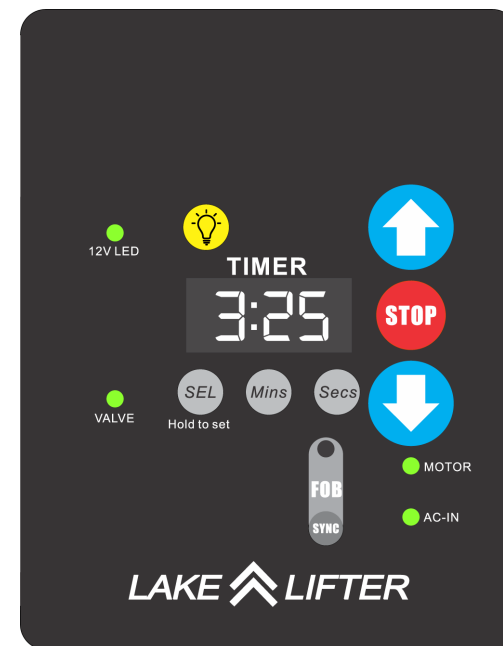 12V LED
TIMER
3:25
STOP
SEL
Mins
Secs
VALVE
Hold to set
MOTOR
FOB
AC-IN
SYNC
LAKE LIFTER